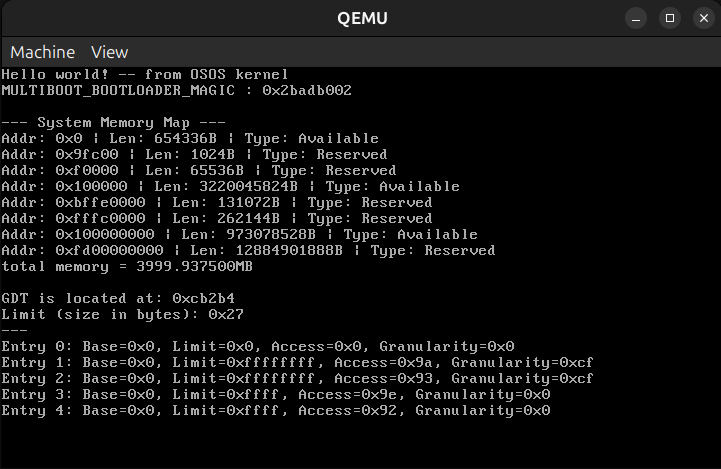 QEMU
Machine View
Hello world! -- from OSOS kernel
MULTIBOOT_BOOTLOADER_MAGIC : 0x2badb002
--- System Memory Map ---
Addr: 0x0 | Len: 654336B | Type: Available
Addr: 0x9fc00 | Len: 1024B | Type: Reserved
Addr: 0xf0000 | Len: 65536B | Type: Reserved
Addr: 0x100000 | Len: 3220045824B | Type: Available
Addr: 0xbffe0000 | Len: 131072B | Type: Reserved
Addr: 0xfffc0000 | Len: 262144B | Type: Reserved
Addr: 0x100000000 | Len: 973078528B | Type: Available
Addr: 0xfd00000000 | Len: 12884901888B | Type: Reserved
total memory = 3999.937500MB
GDT is located at: 0xcb2b4
Limit (size in bytes): 0x27
---
Entry 0: Base=0x0, Limit=0x0, Access=0x0, Granularity=0x0
Entry 1: Base=0x0, Limit=0xffffffff, Access=0x9a, Granularity=0xcf
Entry 2: Base=0x0, Limit=0xffffffff, Access=0x93, Granularity=0xcf
Entry 3: Base=0x0, Limit=0xffff, Access=0x9e, Granularity=0x0
Entry 4: Base=0x0, Limit=0xffff, Access=0x92, Granularity=0x0